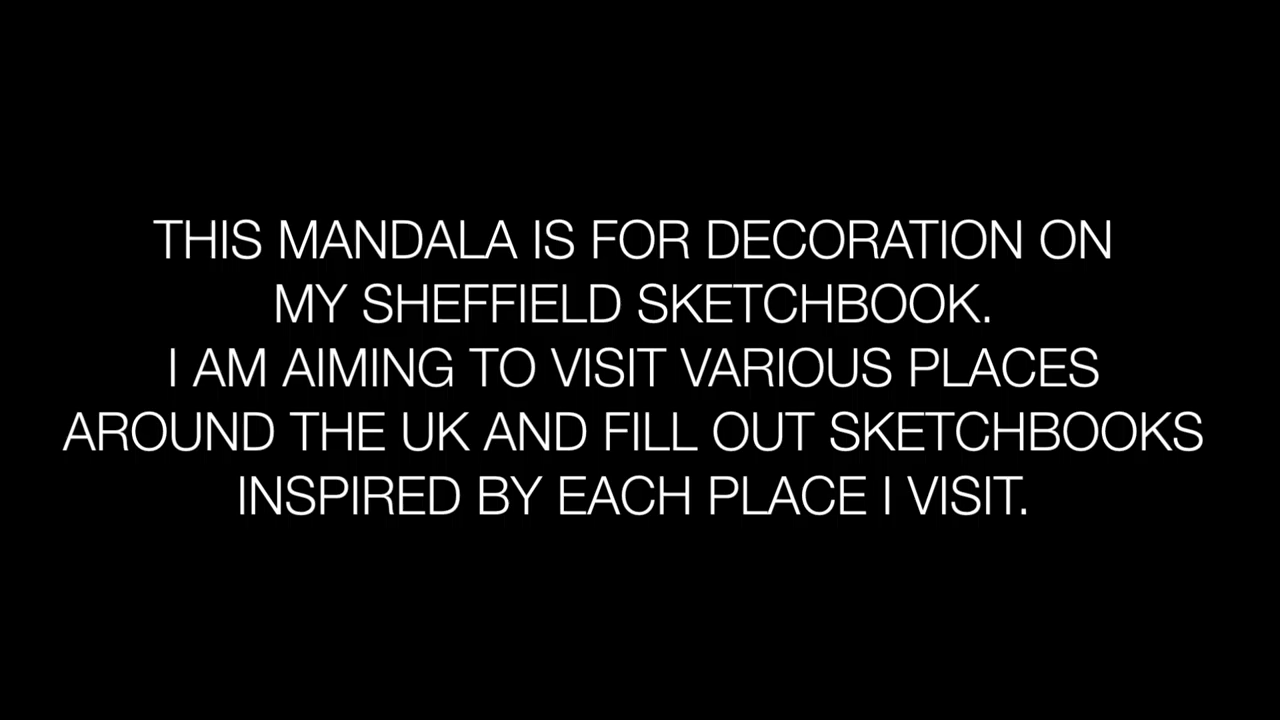 THIS MANDALA IS FOR DECORATION ON
MY SHEFFIELD SKETCHBOOK.
I AM AIMING TO VISIT VARIOUS PLACES
AROUND THE UK AND FILL OUT SKETCHBOOKS
INSPIRED BY EACH PLACE I VISIT.